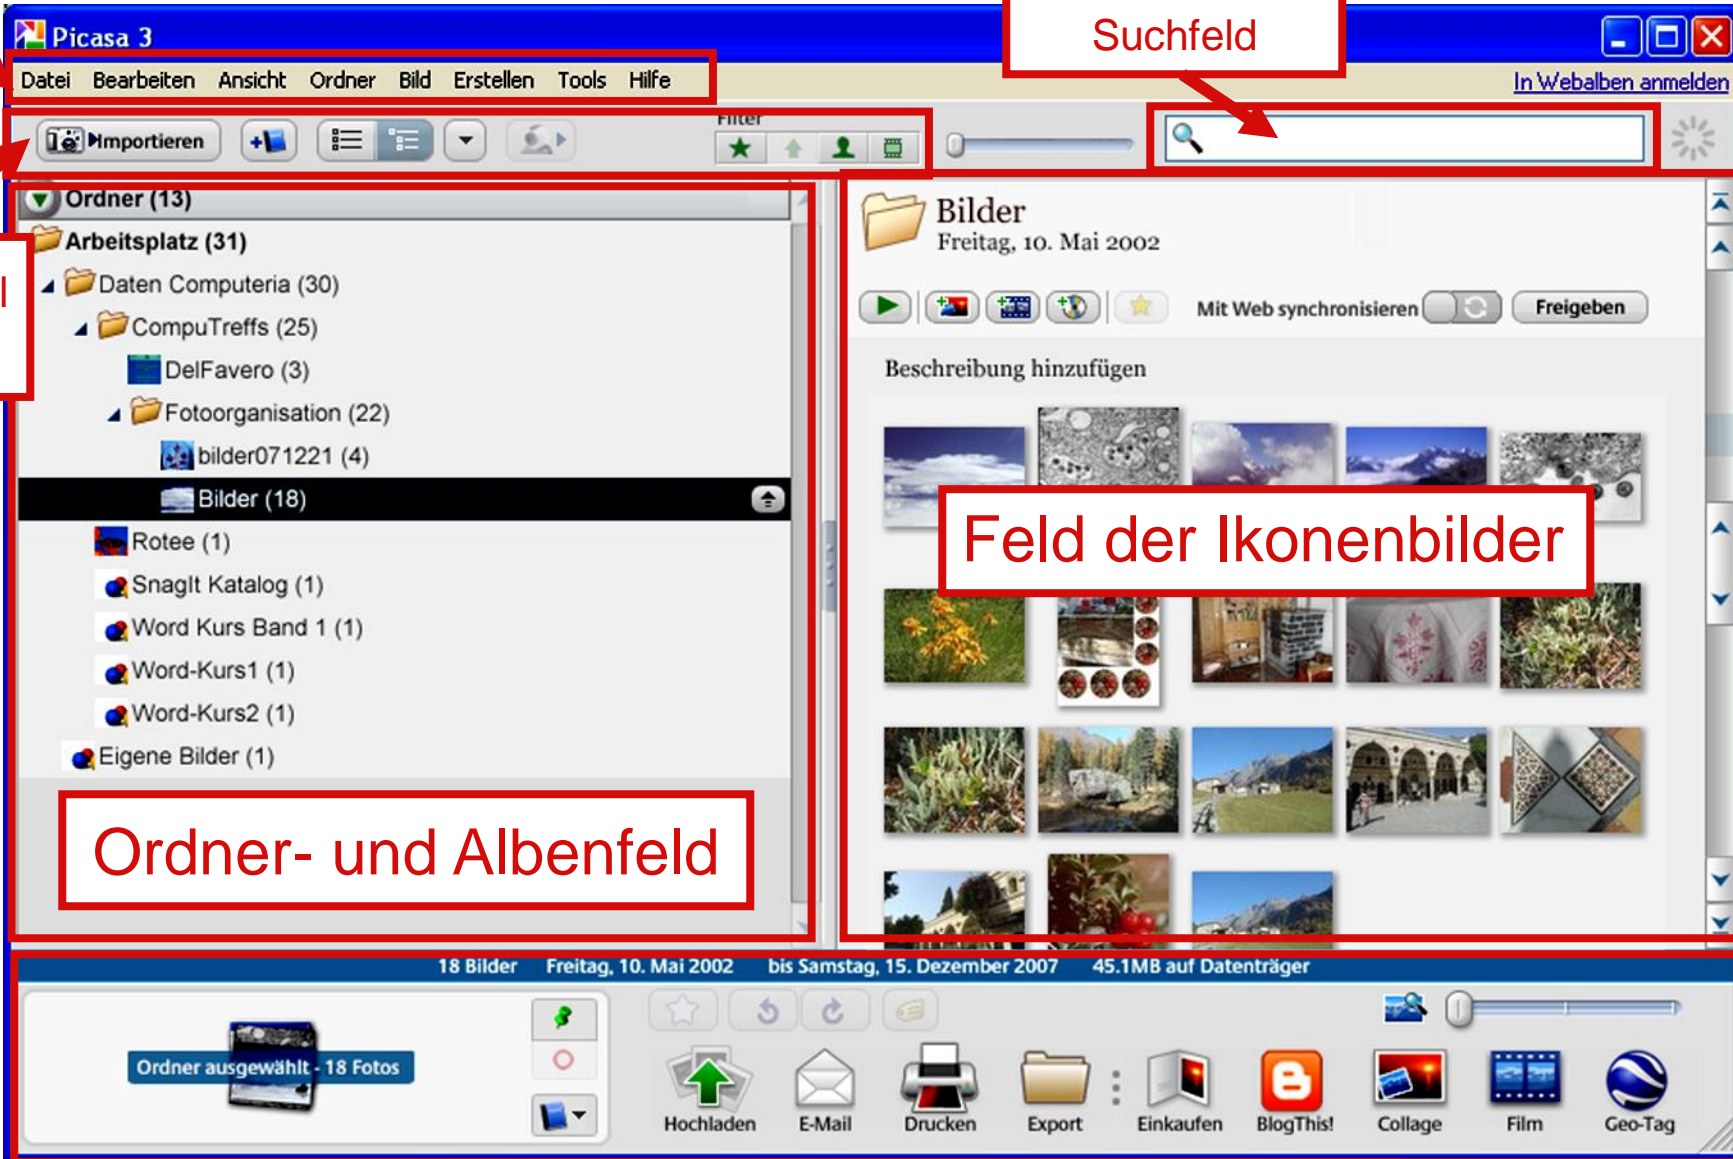 Picasa 3
Suchfeld
Datei Bearbeiten Ansicht Ordner Bild Erstellen Tools Hilfe
In Webalben anmelden
Importieren
Filter
Ordner (13)
Arbeitsplatz (31)
Daten Computeria (30)
CompuTreffs (25)
DelFavero (3)
Fotoorganisation (22)
bilder071221 (4)
Bilder (18)
Rotee (1)
SnagIt Katalog (1)
Word Kurs Band 1 (1)
Word-Kurs1 (1)
Word-Kurs2 (1)
Eigene Bilder (1)
Ordner- und Albenfeld
Bilder
Freitag, 10. Mai 2002
Mit Web synchronisieren
Freigeben
Beschreibung hinzufügen
Feld der Ikonenbilder
18 Bilder Freitag, 10. Mai 2002 bis Samstag, 15. Dezember 2007 45.1MB auf Datenträger
Ordner ausgewählt - 18 Fotos
Hochladen E-Mail Drucken Export Einkaufen BlogThis! Collage Film Geo-Tag